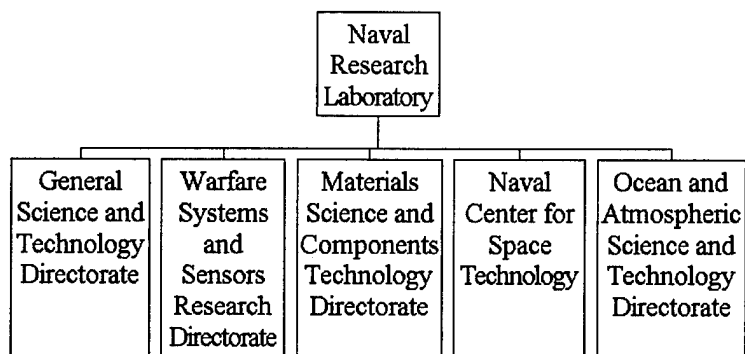 Naval
Research
Laboratory
General
Science and
Technology
Directorate
Warfare
Systems
and
Sensors
Research
Directorate
Materials
Science and
Components
Technology
Directorate
Naval
Center for
Space
Technology
Ocean and
Atmospheric
Science and
Technology
Directorate